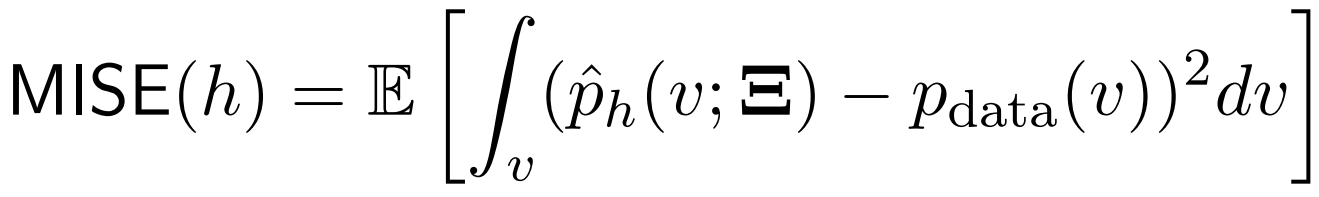 MISE(h) = 𝔼 [ ∫_v (p̂_h(v; 𝚵) − p_data(v))² dv ]